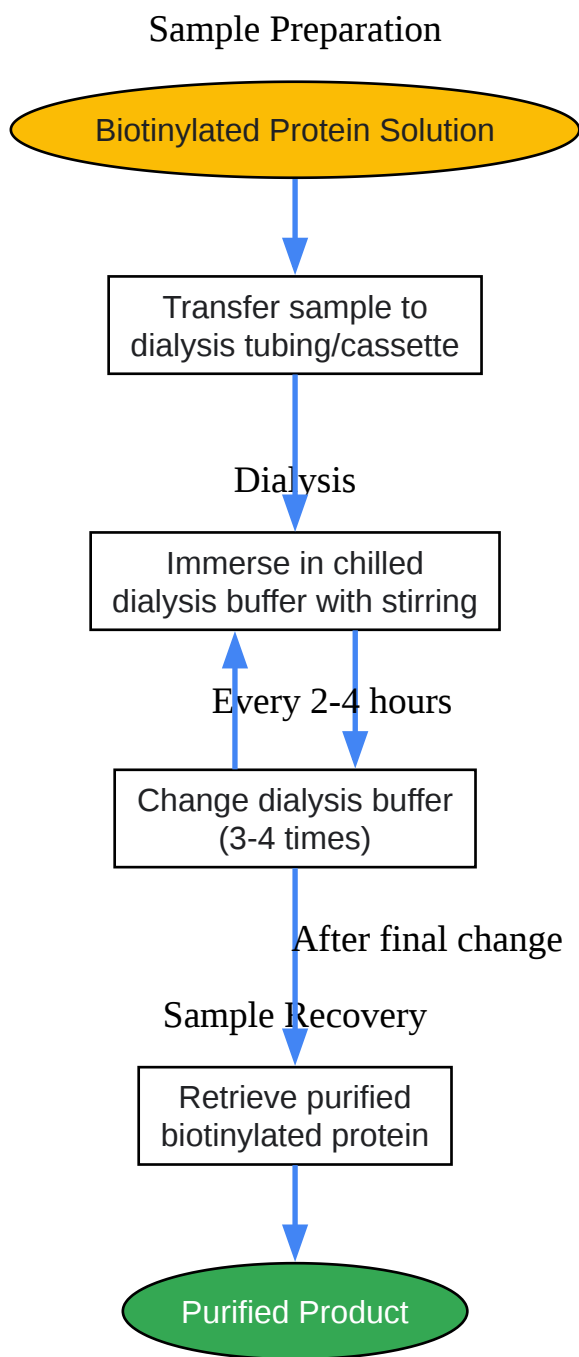 Sample Preparation
Biotinylated Protein Solution
Transfer sample to
dialysis tubing/cassette
Dialysis
Immerse in chilled
dialysis buffer with stirring
Every 2-4 hours
Change dialysis buffer
(3-4 times)
After final change
Sample Recovery
Retrieve purified
biotinylated protein
Purified Product